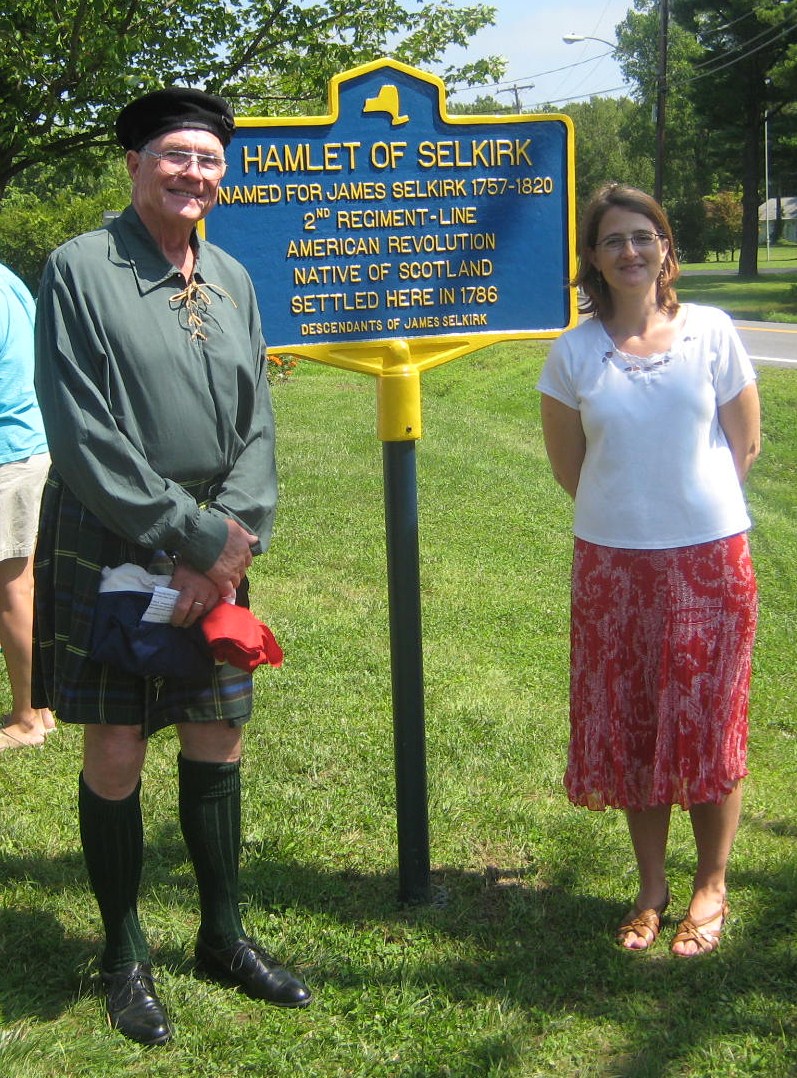 HAMLET OF SELKIRK
NAMED FOR JAMES SELKIRK 1757-1820
2ND REGIMENT-LINE
AMERICAN REVOLUTION
NATIVE OF SCOTLAND
SETTLED HERE IN 1786
DESCENDANTS OF JAMES SELKIRK